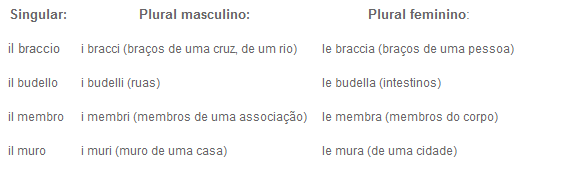 Singular: Plural masculino: Plural feminino:
il braccio i bracci (braços de uma cruz, de um rio) le braccia (braços de uma pessoa)
il budello i budelli (ruas) le budella (intestinos)
il membro i membri (membros de uma associação) le membra (membros do corpo)
il muro i muri (muro de uma casa) le mura (de uma cidade)